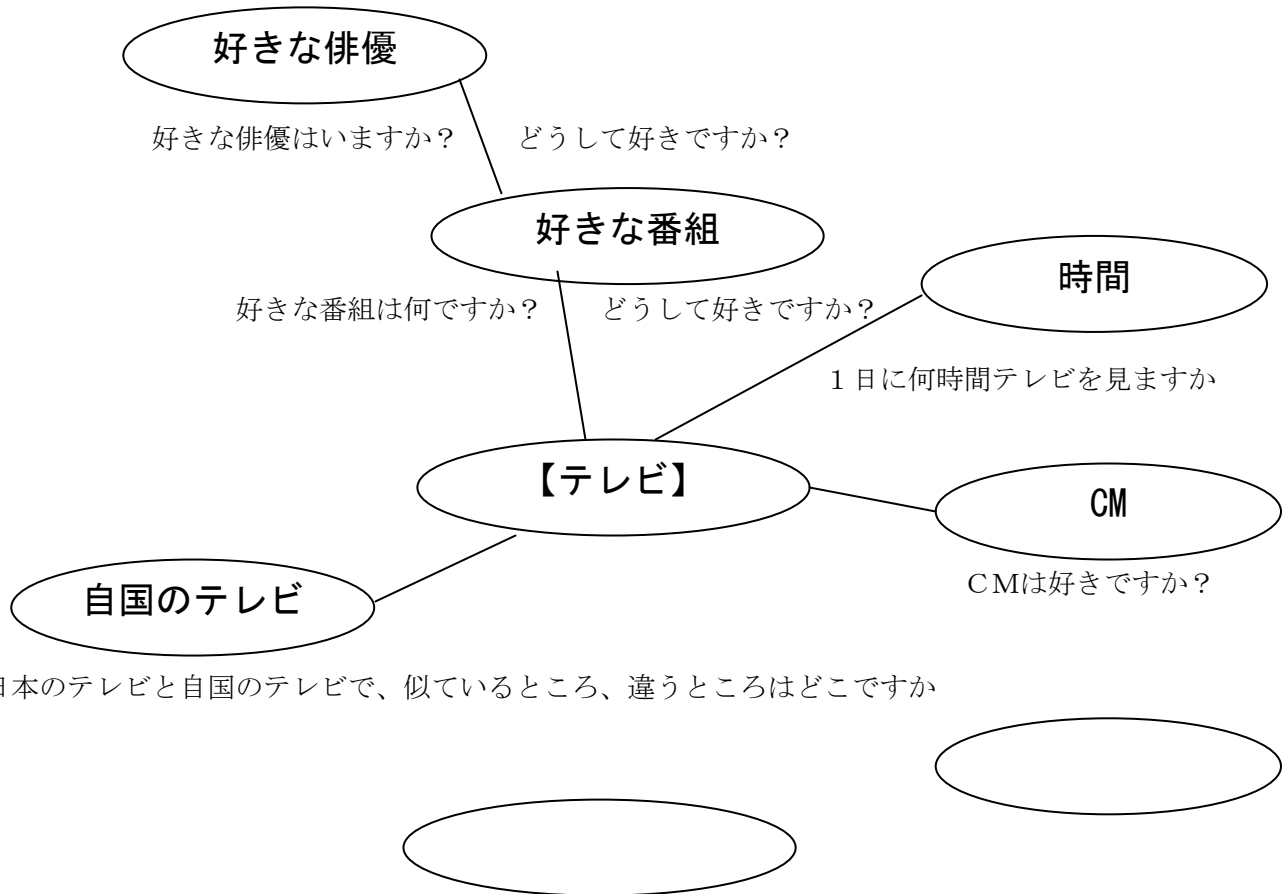 好きな俳優
好きな俳優はいますか？　どうして好きですか？
好きな番組
時間
好きな番組は何ですか？　どうして好きですか？
１日に何時間テレビを見ますか
【テレビ】
CM
ＣＭは好きですか？
自国のテレビ
日本のテレビと自国のテレビで、似ているところ、違うところはどこですか